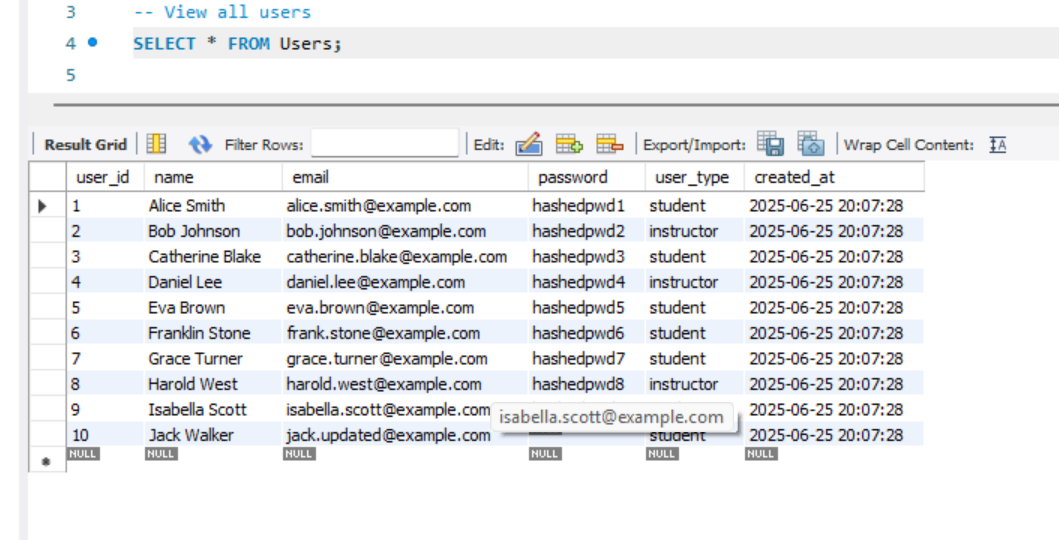 3 -- View all users
4 SELECT * FROM Users;
5
Result Grid Filter Rows: Edit: Export/Import: Wrap Cell Content: IA
user_id name email password user_type created_at
1 Alice Smith alice.smith@example.com hashedpwd1 student 2025-06-25 20:07:28
2 Bob Johnson bob.johnson@example.com hashedpwd2 instructor 2025-06-25 20:07:28
3 Catherine Blake catherine.blake@example.com hashedpwd3 student 2025-06-25 20:07:28
4 Daniel Lee daniel.lee@example.com hashedpwd4 instructor 2025-06-25 20:07:28
5 Eva Brown eva.brown@example.com hashedpwd5 student 2025-06-25 20:07:28
6 Franklin Stone frank.stone@example.com hashedpwd6 student 2025-06-25 20:07:28
7 Grace Turner grace.turner@example.com hashedpwd7 student 2025-06-25 20:07:28
8 Harold West harold.west@example.com hashedpwd8 instructor 2025-06-25 20:07:28
9 Isabella Scott isabella.scott@example.com 2025-06-25 20:07:28
isabella.scott@example.com
10 Jack Walker jack.updated@example.com student 2025-06-25 20:07:28
NULL NULL NULL NULL NULL NULL